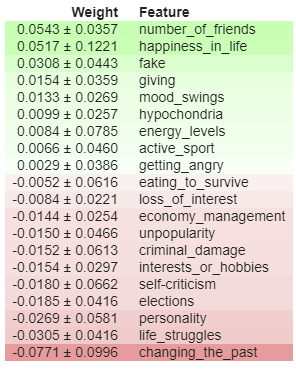 Weight Feature
0.0543 ± 0.0357 number_of_friends
0.0517 ± 0.1221 happiness_in_life
0.0308 ± 0.0443 fake
0.0154 ± 0.0359 giving
0.0133 ± 0.0269 mood_swings
0.0099 ± 0.0257 hypochondria
0.0084 ± 0.0785 energy_levels
0.0066 ± 0.0460 active_sport
0.0029 ± 0.0386 getting_angry
-0.0052 ± 0.0616 eating_to_survive
-0.0084 ± 0.0221 loss_of_interest
-0.0144 ± 0.0254 economy_management
-0.0150 ± 0.0466 unpopularity
-0.0152 ± 0.0613 criminal_damage
-0.0154 ± 0.0297 interests_or_hobbies
-0.0180 ± 0.0662 self-criticism
-0.0185 ± 0.0416 elections
-0.0269 ± 0.0581 personality
-0.0305 ± 0.0416 life_struggles
-0.0771 ± 0.0996 changing_the_past